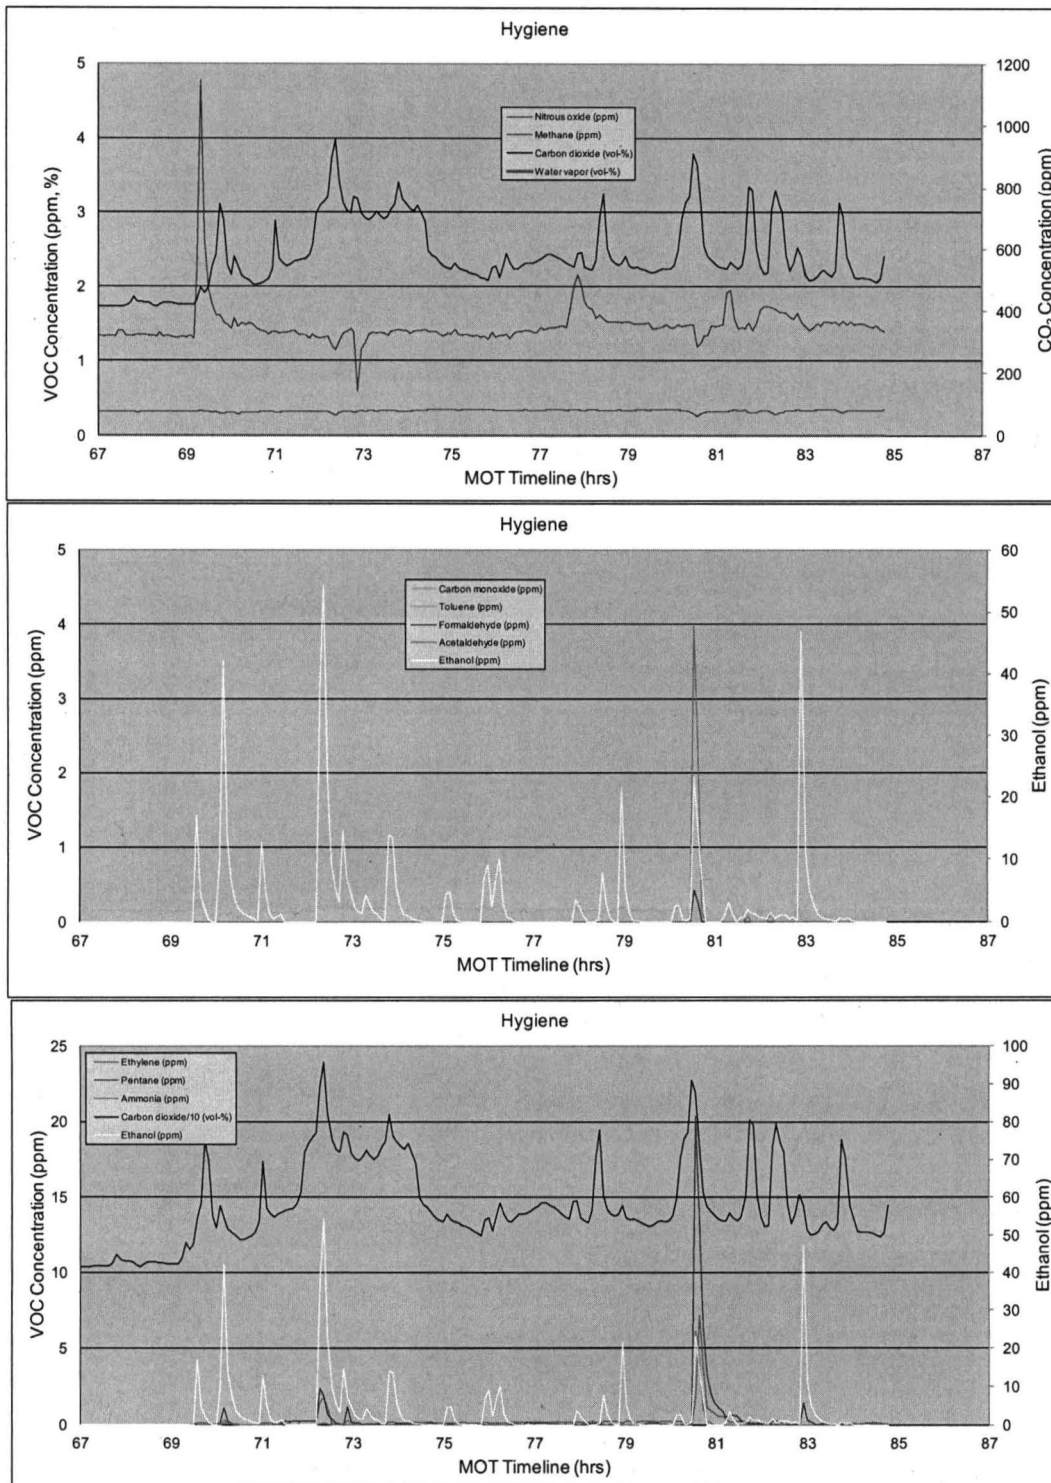 Hygiene
5
4
3
2
1
0
VOC Concentration (ppm, %)
Nitrous oxide (ppm)
Methane (ppm)
Carbon dioxide (vol-%)
Water vapor (vol-%)
1200
1000
800
600
400
200
0
CO₂ Concentration (ppm)
67 69 71 73 75 77 79 81 83 85 87
MOT Timeline (hrs)
Hygiene
5
4
3
2
1
0
VOC Concentration (ppm)
Carbon monoxide (ppm)
Toluene (ppm)
Formaldehyde (ppm)
Acetaldehyde (ppm)
Ethanol (ppm)
60
50
40
30
20
10
0
Ethanol (ppm)
67 69 71 73 75 77 79 81 83 85 87
MOT Timeline (hrs)
Hygiene
25
20
15
10
5
0
VOC Concentration (ppm)
Ethylene (ppm)
Pentane (ppm)
Ammonia (ppm)
Carbon dioxide/10 (vol-%)
Ethanol (ppm)
100
90
80
70
60
50
40
30
20
10
0
Ethanol (ppm)
67 69 71 73 75 77 79 81 83 85 87
MOT Timeline (hrs)